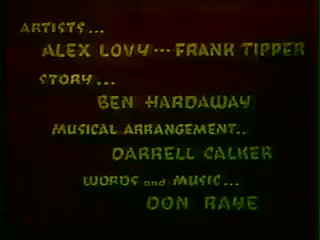 ARTISTS...
ALEX LOVY... FRANK TIPPER
STORY...
BEN HARDAWAY
MUSICAL ARRANGEMENT..
DARRELL CALKER
WORDS AND MUSIC...
DON RAYE